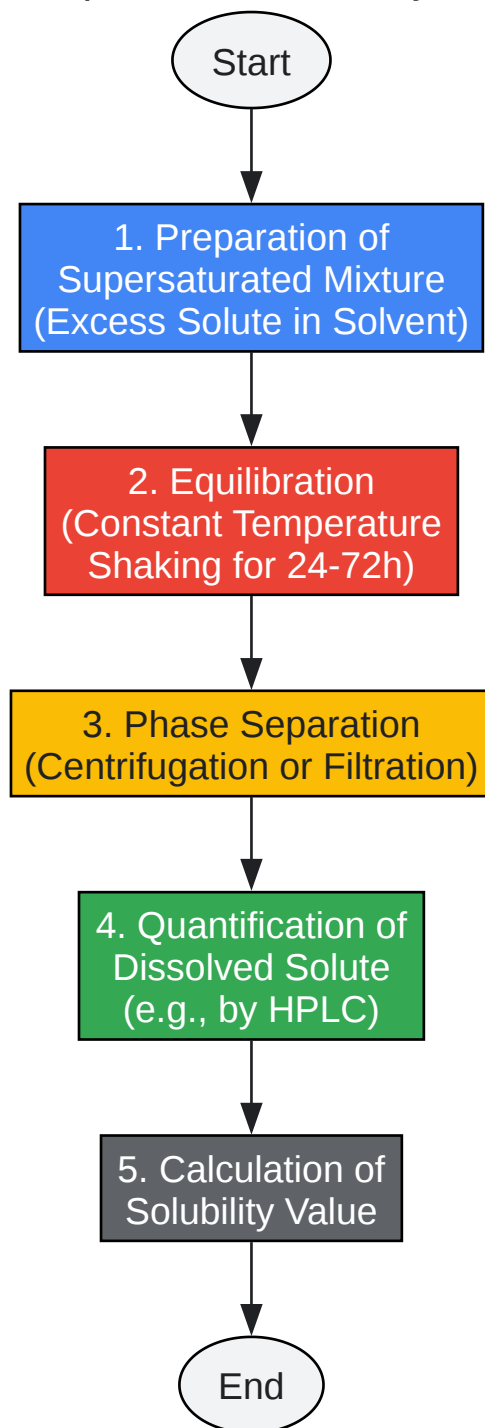 Start
1. Preparation of
Supersaturated Mixture
(Excess Solute in Solvent)
2. Equilibration
(Constant Temperature
Shaking for 24-72h)
3. Phase Separation
(Centrifugation or Filtration)
4. Quantification of
Dissolved Solute
(e.g., by HPLC)
5. Calculation of
Solubility Value
End